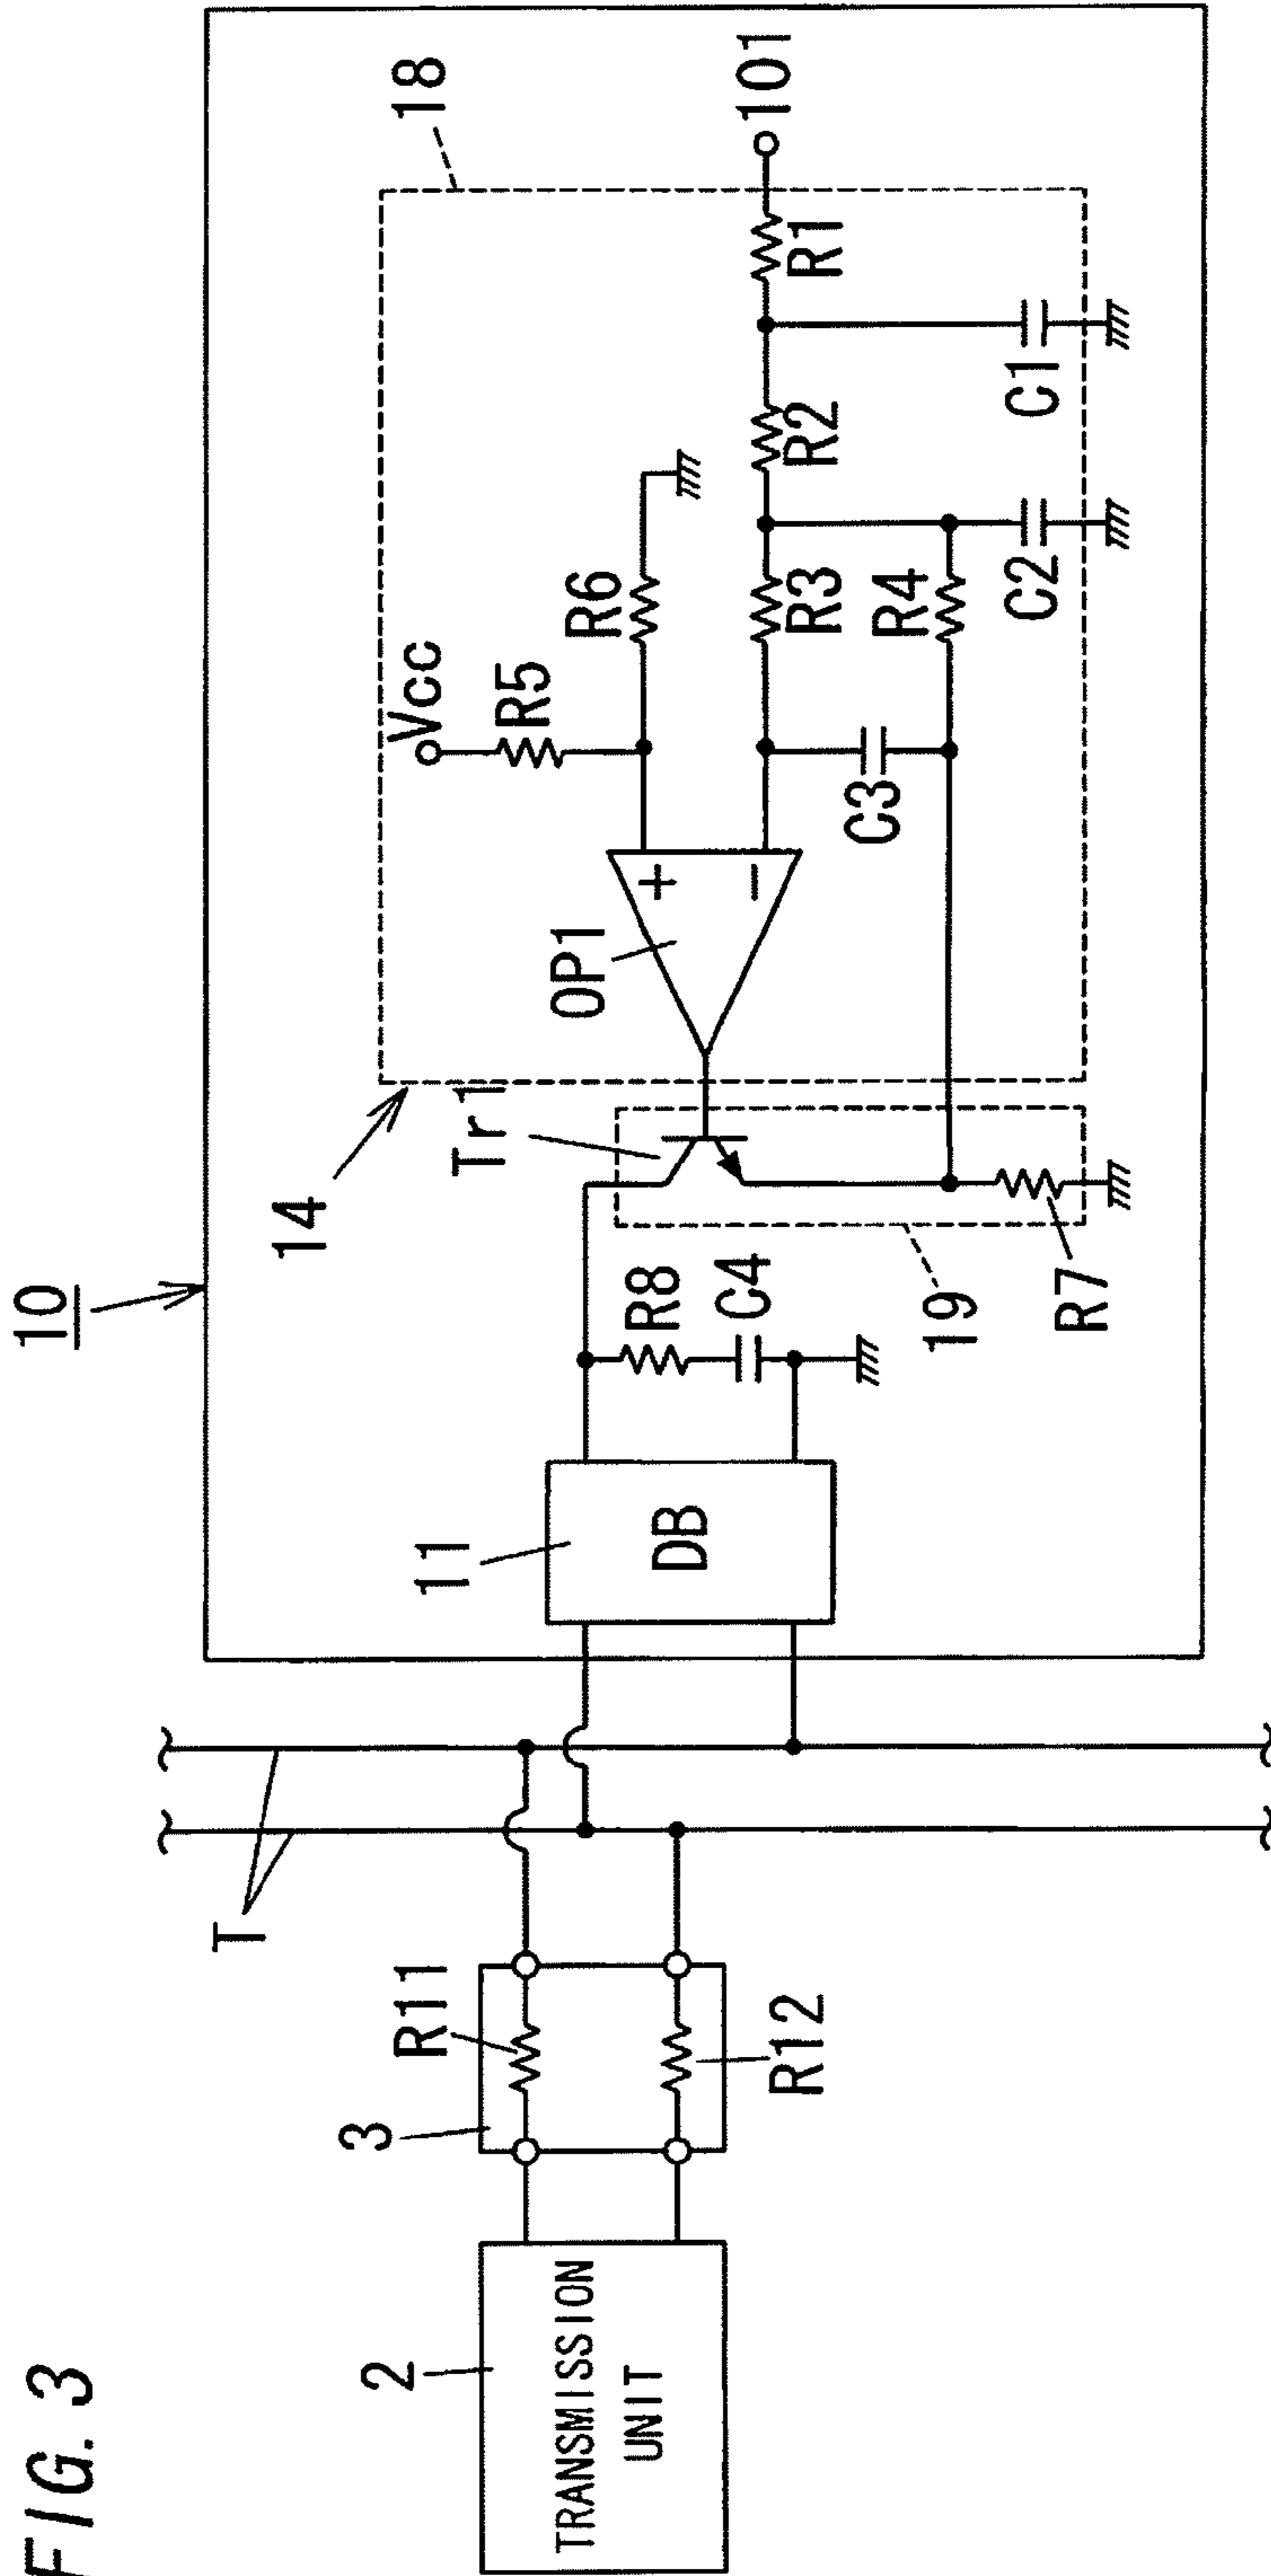 FIG. 3
10
14
18
Tr1
OP1
+
-
Vcc
R5
R6
R3
R2
R1
101
C3
R4
C2
C1
19
R7
R8
C4
11
DB
T
3
R11
R12
2
TRANSMISSION
UNIT